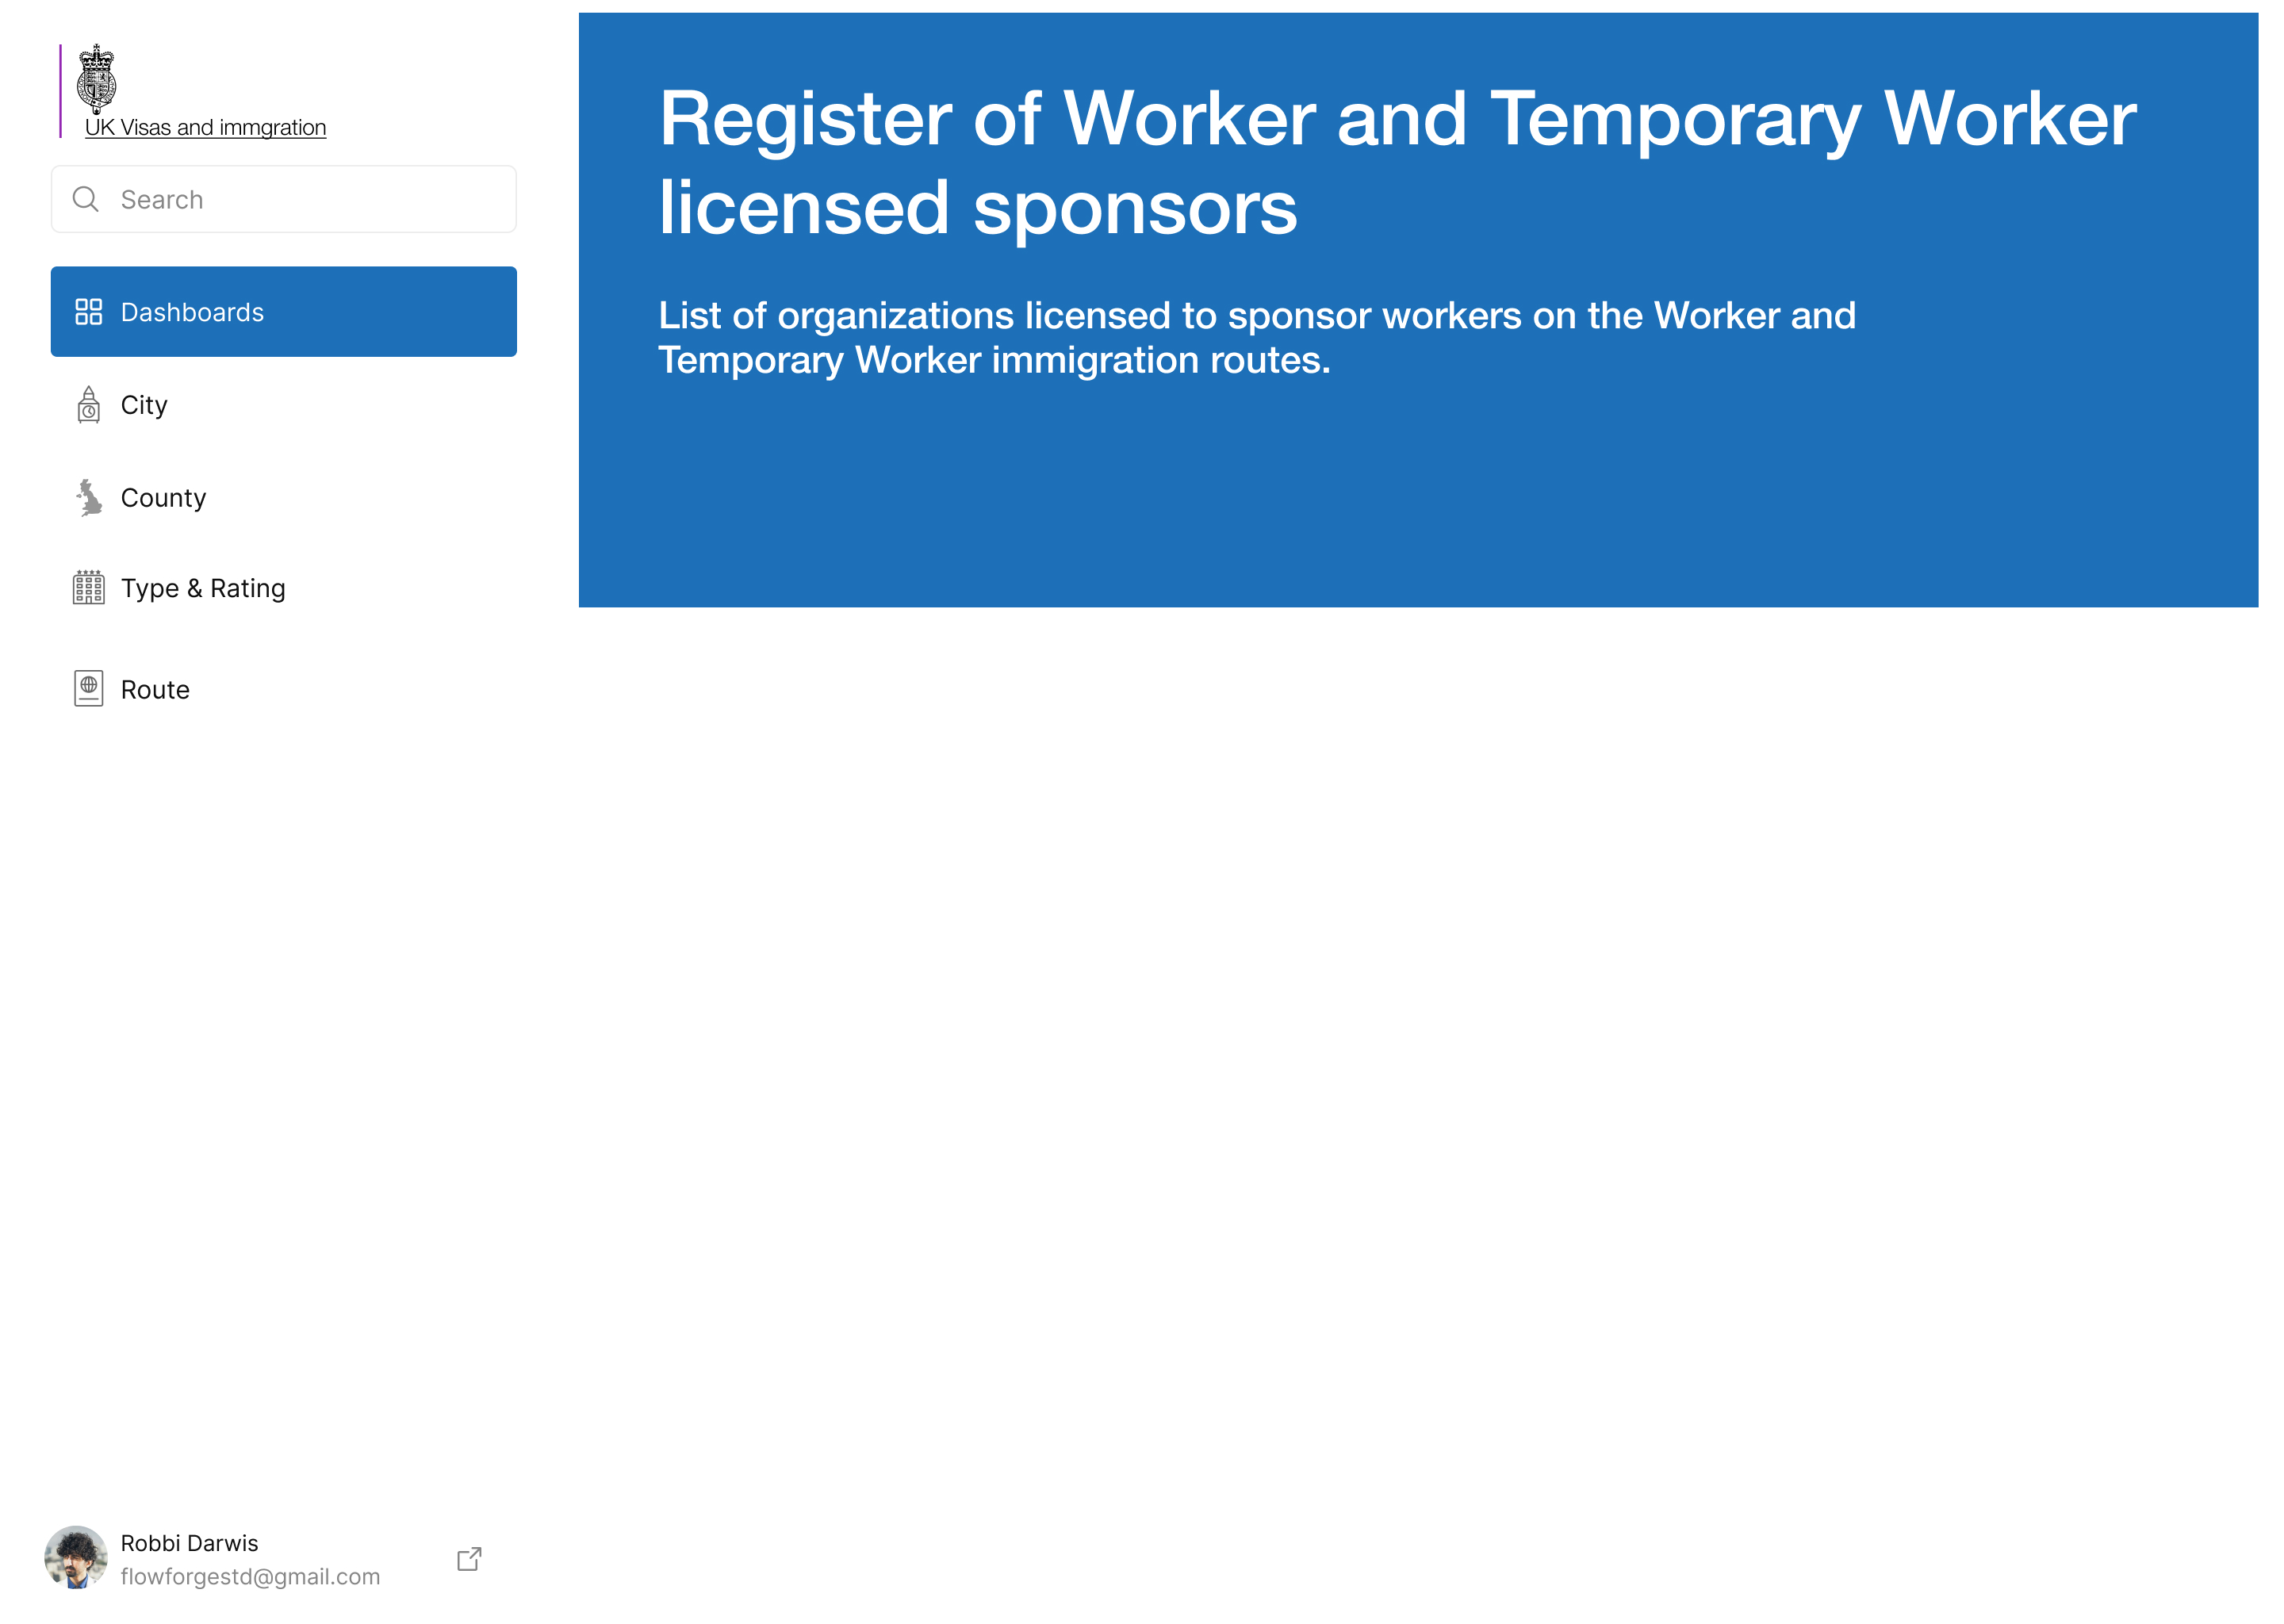 UK Visas and immgration
Search
Dashboards
City
County
Type & Rating
Route
Robbi Darwis
flowforgestd@gmail.com
Register of Worker and Temporary Worker
licensed sponsors
List of organizations licensed to sponsor workers on the Worker and
Temporary Worker immigration routes.